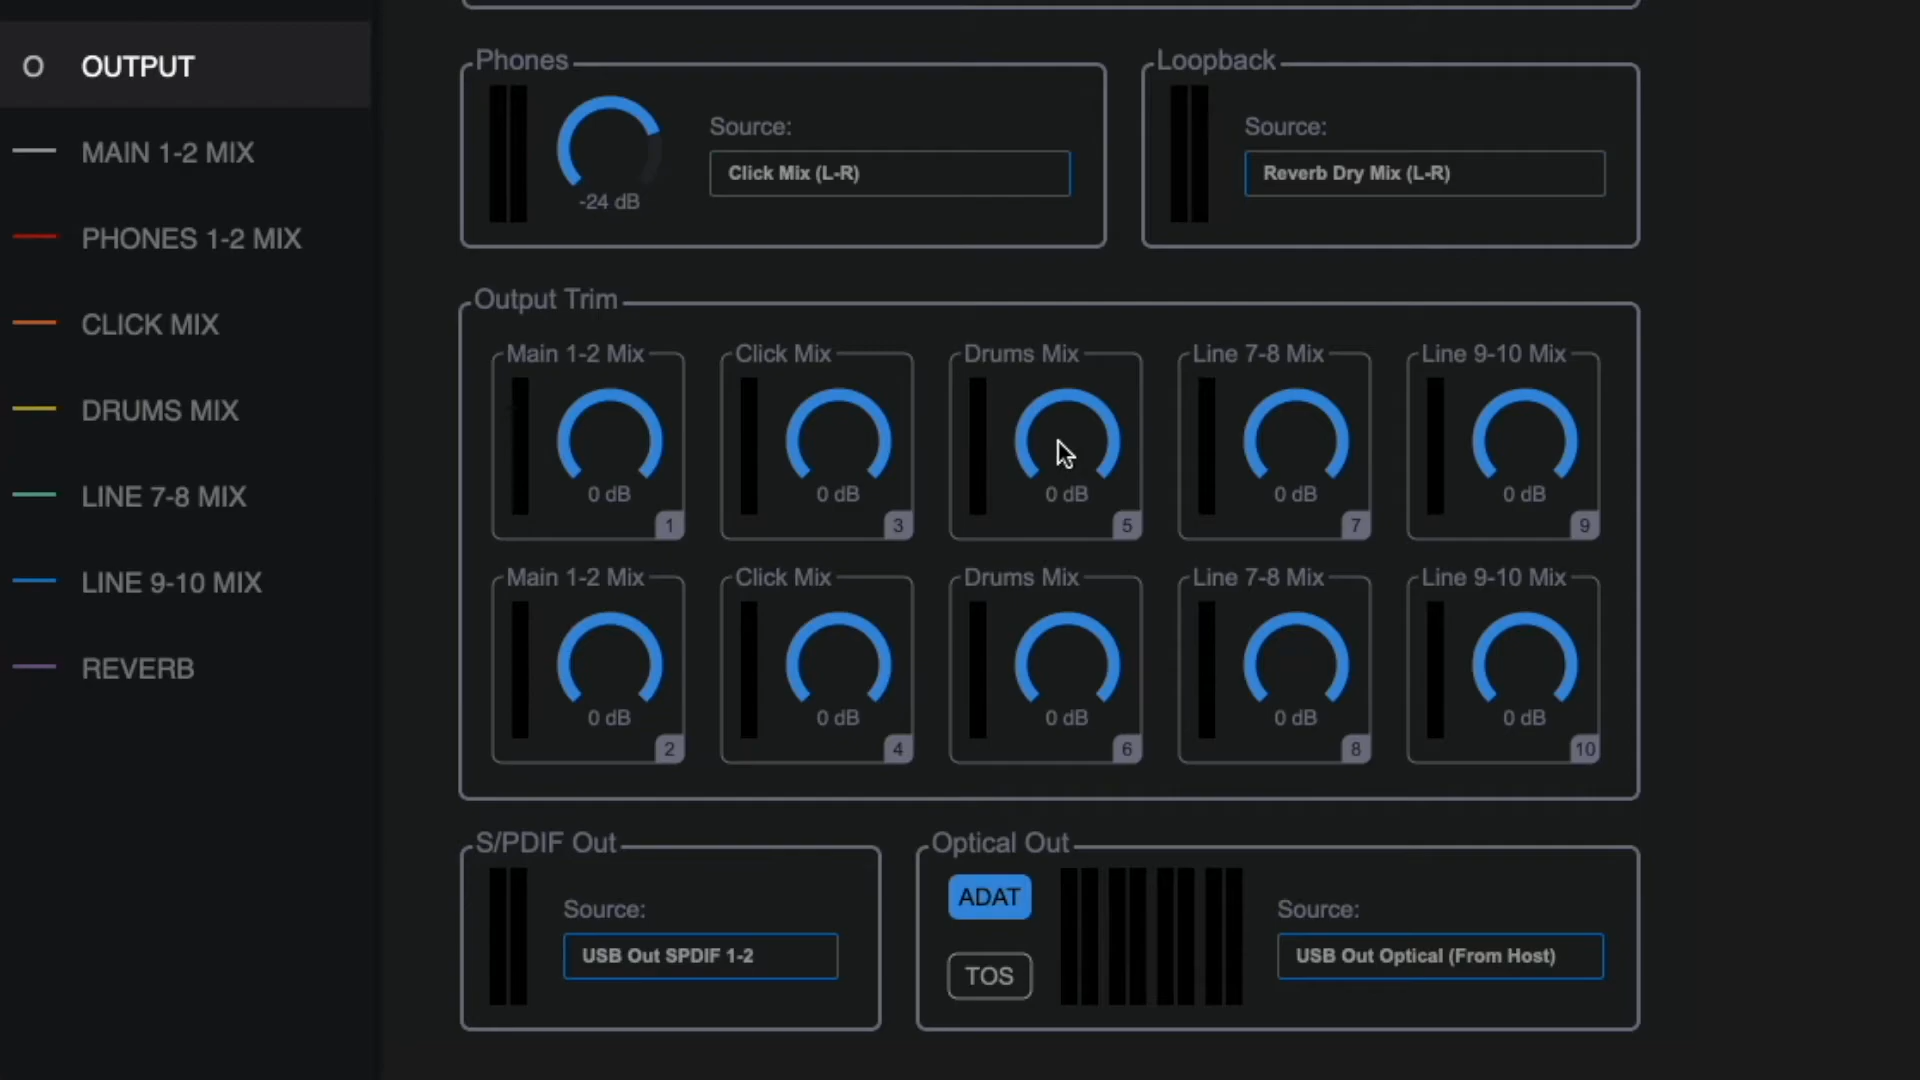 O OUTPUT
MAIN 1-2 MIX
PHONES 1-2 MIX
CLICK MIX
DRUMS MIX
LINE 7-8 MIX
LINE 9-10 MIX
REVERB
Phones
-24 dB
Source:
Click Mix (L-R)
Loopback
Source:
Reverb Dry Mix (L-R)
Output Trim
Main 1-2 Mix
0 dB
1
Click Mix
0 dB
3
Drums Mix
0 dB
5
Line 7-8 Mix
0 dB
7
Line 9-10 Mix
0 dB
9
Main 1-2 Mix
0 dB
2
Click Mix
0 dB
4
Drums Mix
0 dB
6
Line 7-8 Mix
0 dB
8
Line 9-10 Mix
0 dB
10
S/PDIF Out
Source:
USB Out SPDIF 1-2
Optical Out
ADAT
TOS
Source:
USB Out Optical (From Host)